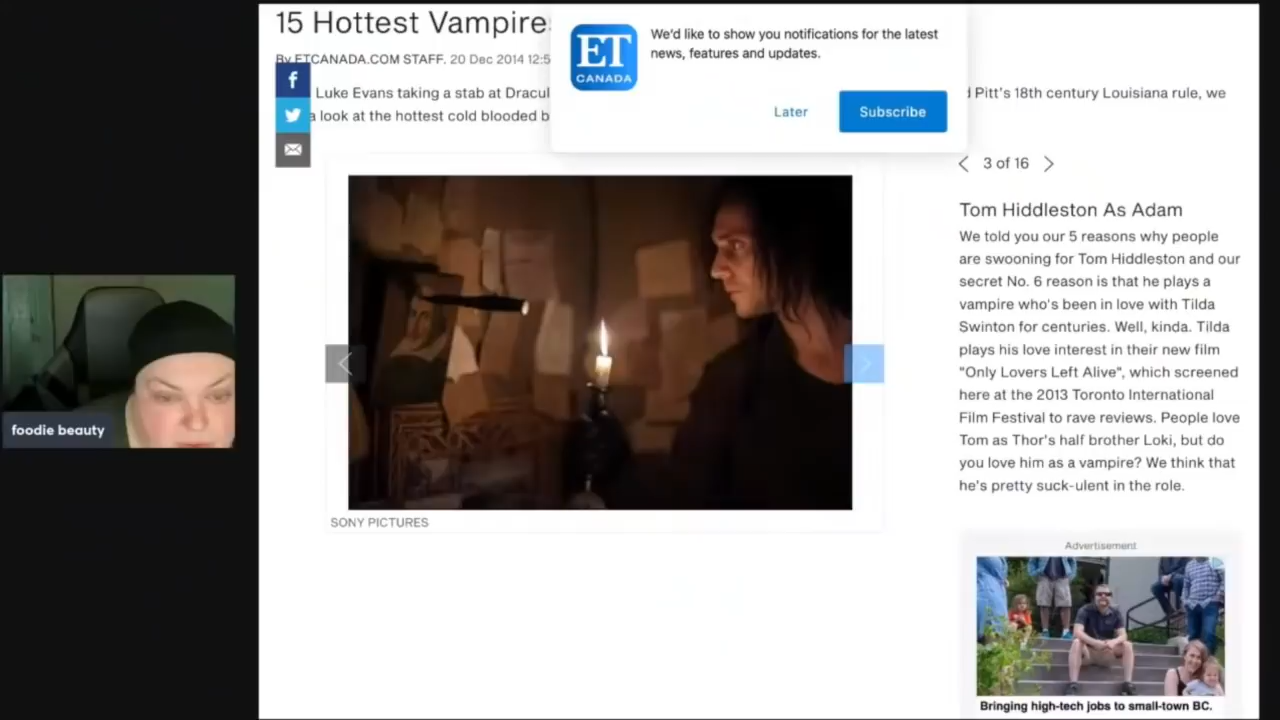 15 Hottest Vampires
By ETCANADA.COM STAFF. 20 Dec 2014 12:5
Luke Evans taking a stab at Dracul
d Pitt's 18th century Louisiana rule, we
a look at the hottest cold blooded b
ET
CANADA
We'd like to show you notifications for the latest
news, features and updates.
Later
Subscribe
f
3 of 16
Tom Hiddleston As Adam
We told you our 5 reasons why people
are swooning for Tom Hiddleston and our
secret No. 6 reason is that he plays a
vampire who's been in love with Tilda
Swinton for centuries. Well, kinda. Tilda
plays his love interest in their new film
"Only Lovers Left Alive", which screened
here at the 2013 Toronto International
Film Festival to rave reviews. People love
Tom as Thor's half brother Loki, but do
you love him as a vampire? We think that
he's pretty suck-ulent in the role.
foodie beauty
SONY PICTURES
Advertisement
Bringing high-tech jobs to small-town BC.